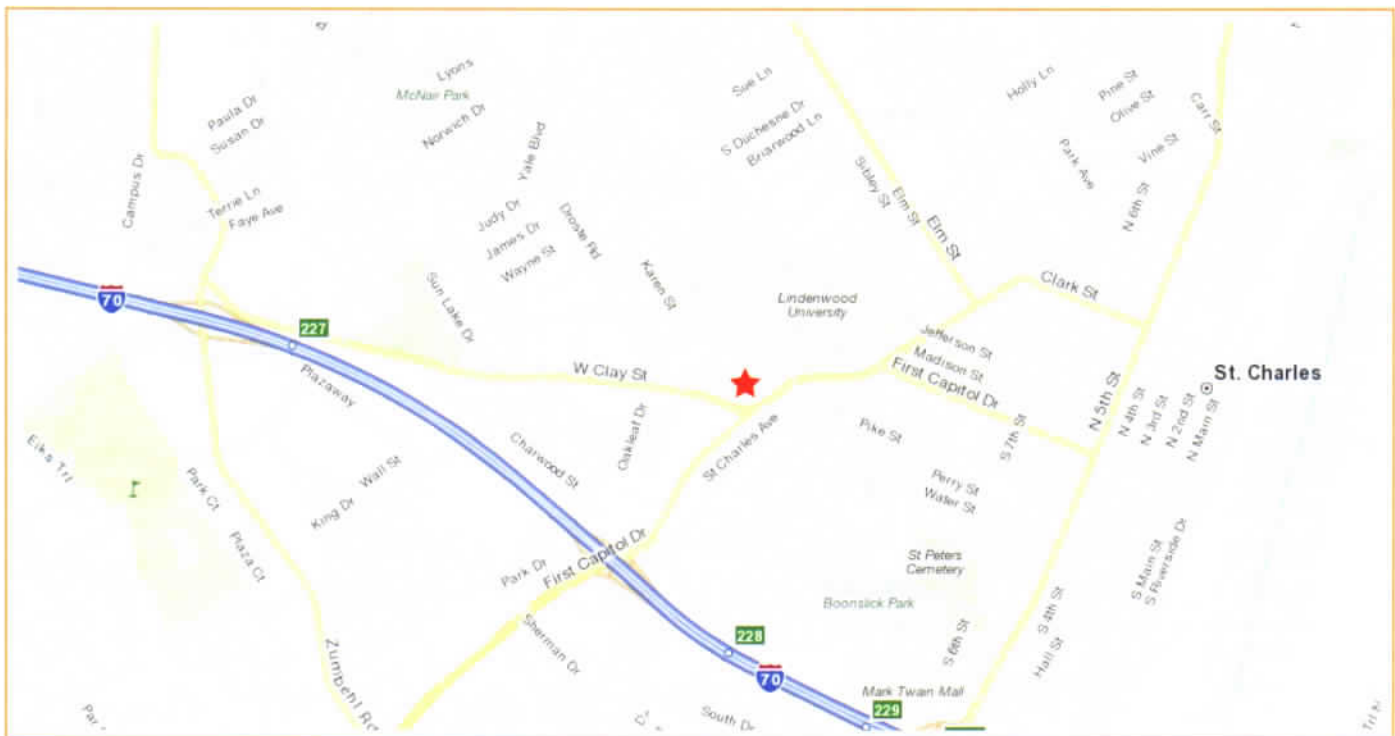 Lyons
McNair Park
Norwich Dr
Sue Ln
Holly Ln
Pine St
Olive St
Carr St
Paula Dr
Susan Dr
Yale Blvd
S Duchesne Dr
Briarwood Ln
Vine St
Park Ave
Campus Dr
Terrie Ln
Faye Ave
Judy Dr
James Dr
Wayne St
Droste Rd
Sibley St
Elm St
Elm St
N 6th St
Karen St
Sun Lake Dr
Lindenwood
University
Clark St
70
227
Jefferson St
Madison St
First Capitol Dr
W Clay St
St. Charles
Plazaway
N 5th St
N 4th St
N 3rd St
N 2nd St
N Main St
Oakleaf Dr
St Charles Ave
Pike St
S 7th St
Charwood St
Elks Trl
Park Ct
Wall St
King Dr
Perry St
Water St
Plaza Ct
Park Dr
First Capitol Dr
St Peters
Cemetery
S Main St
S Riverside Dr
Boonslick Park
Sherman Dr
S 4th St
Hall St
S 6th St
228
70
Zumbehl Rd
Mark Twain Mall
229
South Dr